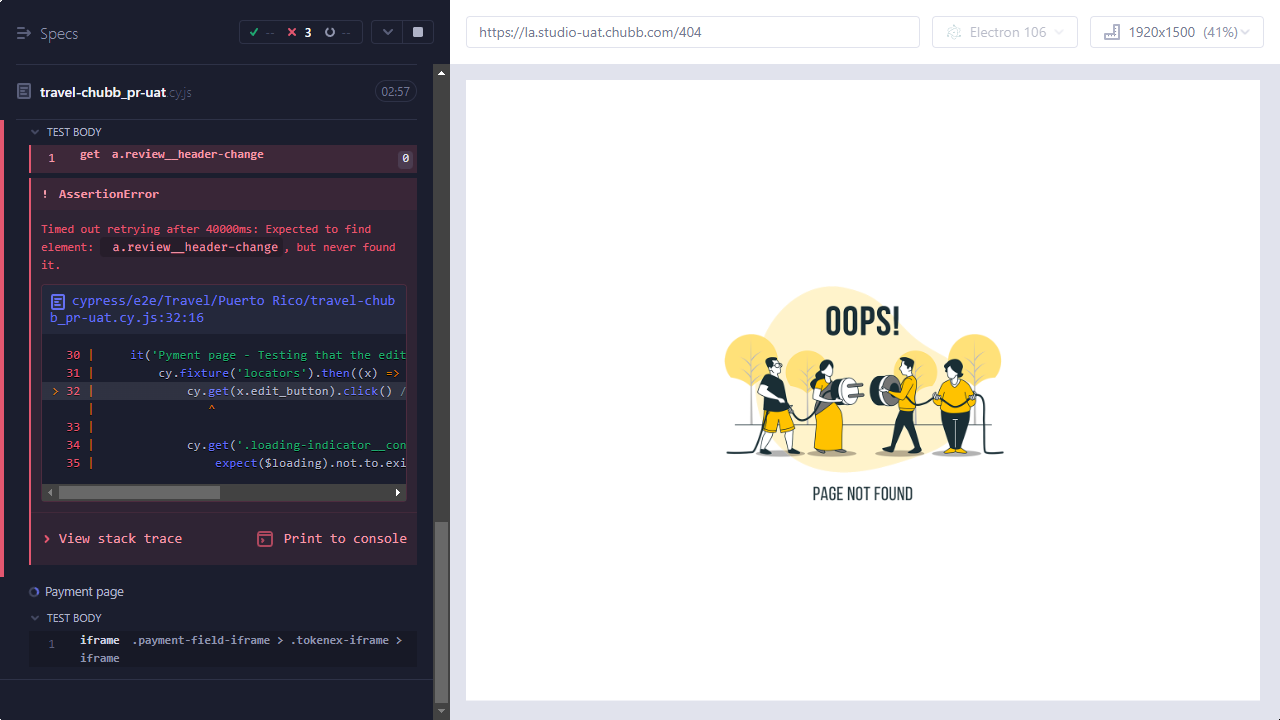 Specs
--
3
--
travel-chubb_pr-uat.cy.js
02:57
TEST BODY
1 get a.review__header-change 0
! AssertionError
Timed out retrying after 40000ms: Expected to find
element: a.review__header-change, but never found
it.
cypress/e2e/Travel/Puerto Rico/travel-chub
b_pr-uat.cy.js:32:16
30 | it('Pyment page - Testing that the edit
31 | cy.fixture('locators').then((x) =>
> 32 | cy.get(x.edit_button).click() /
| ^
33 |
34 | cy.get('.loading-indicator__con
35 | expect($loading).not.to.exi
View stack trace
Print to console
Payment page
TEST BODY
1 iframe .payment-field-iframe > .tokenex-iframe >
iframe
https://la.studio-uat.chubb.com/404
Electron 106
1920x1500 (41%)
OOPS!
PAGE NOT FOUND